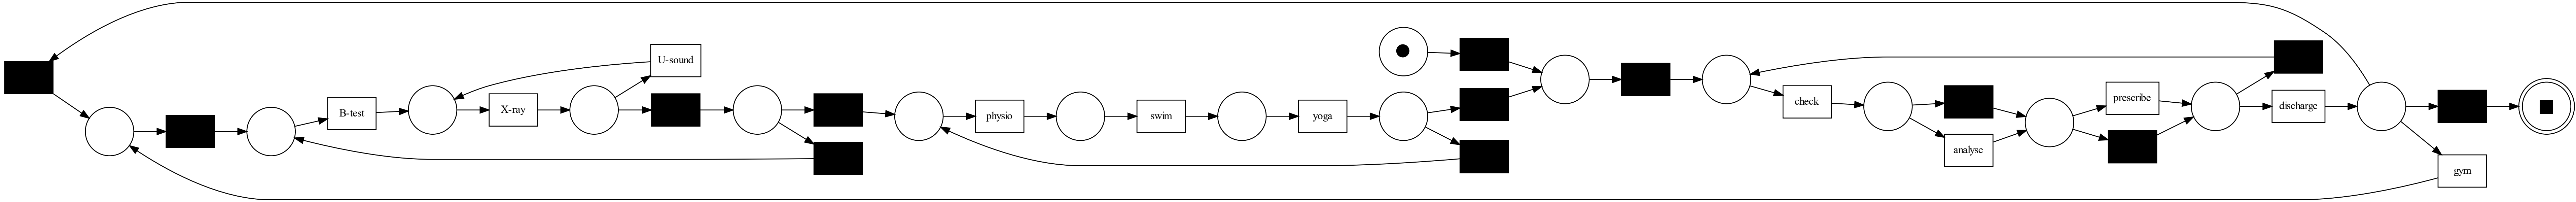 U-sound
B-test
X-ray
physio
swim
yoga
check
analyse
prescribe
discharge
gym